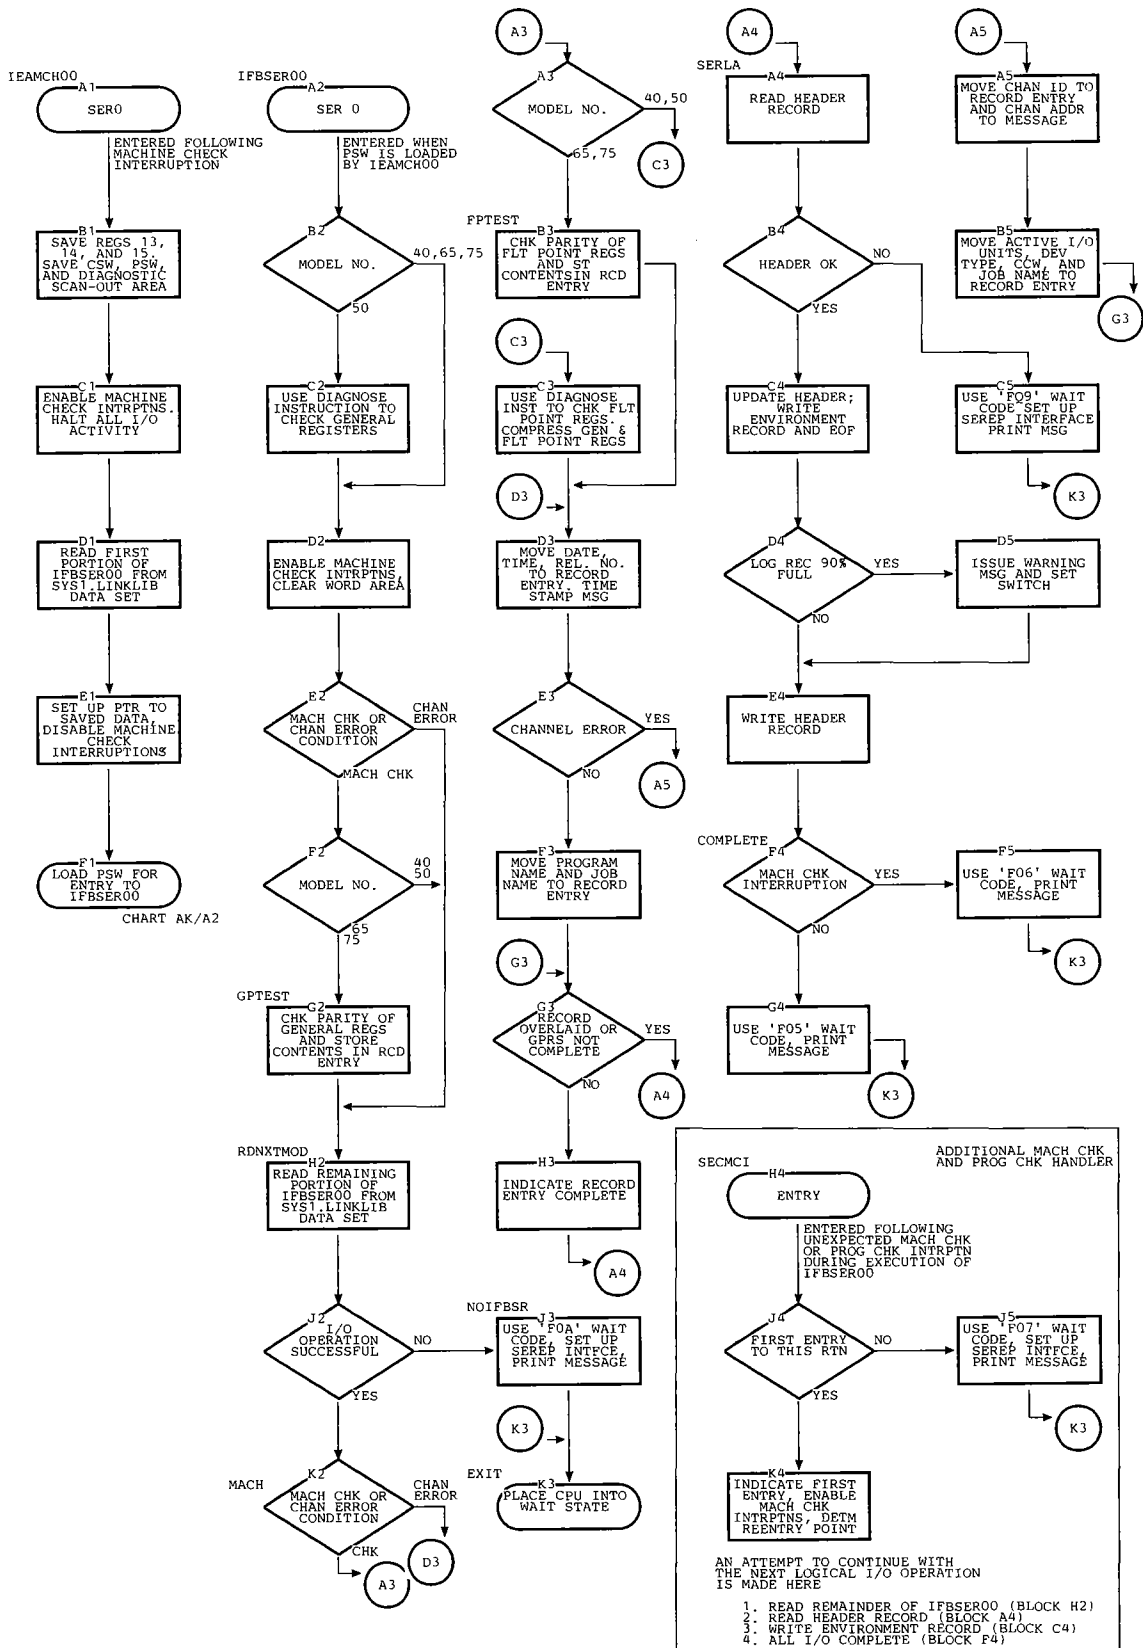 IEAMCH00
A1
SER0
ENTERED FOLLOWING
MACHINE CHECK
INTERRUPTION
B1
SAVE REGS 13,
14, AND 15.
SAVE CSW, PSW,
AND DIAGNOSTIC
SCAN-OUT AREA
C1
ENABLE MACHINE
CHECK INTRPTNS.
HALT ALL I/O
ACTIVITY
D1
READ FIRST
PORTION OF
IFBSER00 FROM
SYS1.LINKLIB
DATA SET
E1
SET UP PTR TO
SAVED DATA,
DISABLE MACHINE
CHECK
INTERRUPTIONS
F1
LOAD PSW FOR
ENTRY TO
IFBSER00
CHART AK/A2
IFBSER00
A2
SER 0
ENTERED WHEN
PSW IS LOADED
BY IEAMCH00
B2
MODEL NO.
40,65,75
50
C2
USE DIAGNOSE
INSTRUCTION TO
CHECK GENERAL
REGISTERS
D2
ENABLE MACHINE
CHECK INTRPTNS,
CLEAR WORD AREA
E2
MACH CHK OR
CHAN ERROR
CONDITION
CHAN
ERROR
MACH CHK
F2
MODEL NO.
40
50
65
75
GPTEST
G2
CHK PARITY OF
GENERAL REGS
AND STORE
CONTENTS IN RCD
ENTRY
RDNXTMOD
H2
READ REMAINING
PORTION OF
IFBSER00 FROM
SYS1.LINKLIB
DATA SET
J2
I/O
OPERATION
SUCCESSFUL
NO
YES
MACH
K2
MACH CHK OR
CHAN ERROR
CONDITION
CHAN
ERROR
CHK
A3
D3
A3
A3
MODEL NO.
40,50
65,75
C3
FPTEST
B3
CHK PARITY OF
FLT POINT REGS
AND ST
CONTENTSIN RCD
ENTRY
C3
C3
USE DIAGNOSE
INST TO CHK FLT
POINT REGS.
COMPRESS GEN &
FLT POINT REGS
D3
D3
MOVE DATE,
TIME, REL. NO.
TO RECORD
ENTRY. TIME
STAMP MSG
E3
CHANNEL ERROR
YES
NO
A5
F3
MOVE PROGRAM
NAME AND JOB
NAME TO RECORD
ENTRY
G3
G3
RECORD
OVERLAID OR
GPRS NOT
COMPLETE
YES
NO
A4
H3
INDICATE RECORD
ENTRY COMPLETE
A4
NOIFBSR
J3
USE 'F0A' WAIT
CODE, SET UP
SEREP INTFCE,
PRINT MESSAGE
K3
EXIT
K3
PLACE CPU INTO
WAIT STATE
A4
SERLA
A4
READ HEADER
RECORD
B4
HEADER OK
NO
YES
C4
UPDATE HEADER;
WRITE
ENVIRONMENT
RECORD AND EOF
D4
LOG REC 90%
FULL
YES
NO
E4
WRITE HEADER
RECORD
COMPLETE
F4
MACH CHK
INTERRUPTION
YES
NO
G4
USE 'F05' WAIT
CODE, PRINT
MESSAGE
K3
A5
A5
MOVE CHAN ID TO
RECORD ENTRY
AND CHAN ADDR
TO MESSAGE
B5
MOVE ACTIVE I/O
UNITS, DEV
TYPE, CCW, AND
JOB NAME TO
RECORD ENTRY
G3
C5
USE 'FQ9' WAIT
CODE SET UP
SEREP INTERFACE
PRINT MSG
K3
D5
ISSUE WARNING
MSG AND SET
SWITCH
F5
USE 'F06' WAIT
CODE, PRINT
MESSAGE
K3
ADDITIONAL MACH CHK
AND PROG CHK HANDLER
SECMCI
H4
ENTRY
ENTERED FOLLOWING
UNEXPECTED MACH CHK
OR PROG CHK INTRPTN
DURING EXECUTION OF
IFBSER00
J4
FIRST ENTRY
TO THIS RTN
NO
YES
J5
USE 'F07' WAIT
CODE, SET UP
SEREP INTFCE,
PRINT MESSAGE
K3
K4
INDICATE FIRST
ENTRY, ENABLE
MACH CHK
INTRPTNS, DETM
REENTRY POINT
AN ATTEMPT TO CONTINUE WITH
THE NEXT LOGICAL I/O OPERATION
IS MADE HERE
1. READ REMAINDER OF IFBSER00 (BLOCK H2)
2. READ HEADER RECORD (BLOCK A4)
3. WRITE ENVIRONMENT RECORD (BLOCK C4)
4. ALL I/O COMPLETE (BLOCK F4)